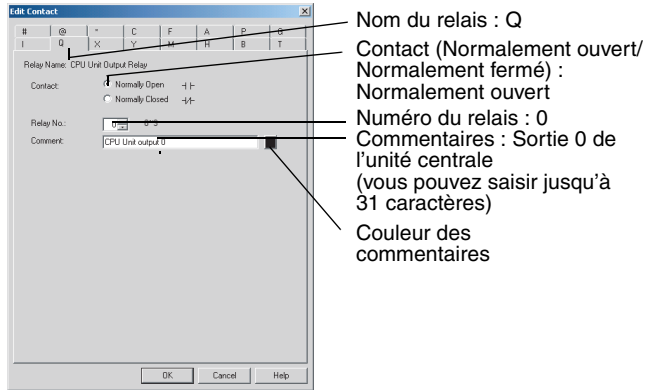 Edit Contact
# @ * C F A P G
I Q X Y M H B T
Relay Name: CPU Unit Output Relay
Contact: Normally Open
Normally Closed
Relay No.: 0
Comment: CPU Unit output 0
OK Cancel Help
Nom du relais : Q
Contact (Normalement ouvert/
Normalement fermé) :
Normalement ouvert
Numéro du relais : 0
Commentaires : Sortie 0 de
l'unité centrale
(vous pouvez saisir jusqu'à
31 caractères)
Couleur des
commentaires